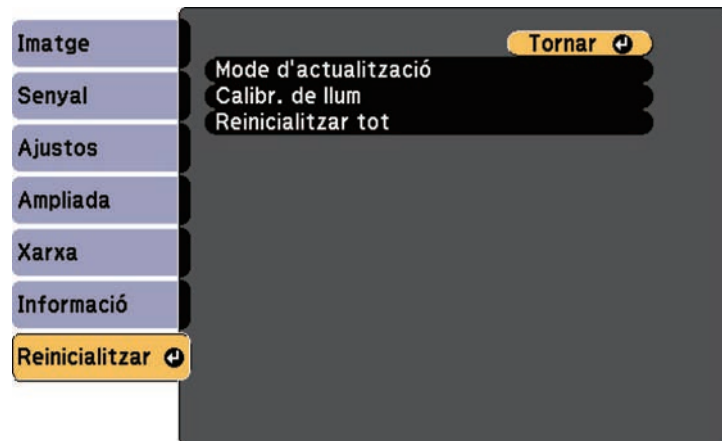 Imatge
Senyal
Ajustos
Ampliada
Xarxa
Informació
Reinicialitzar
Tornar
Mode d'actualització
Calibr. de llum
Reinicialitzar tot